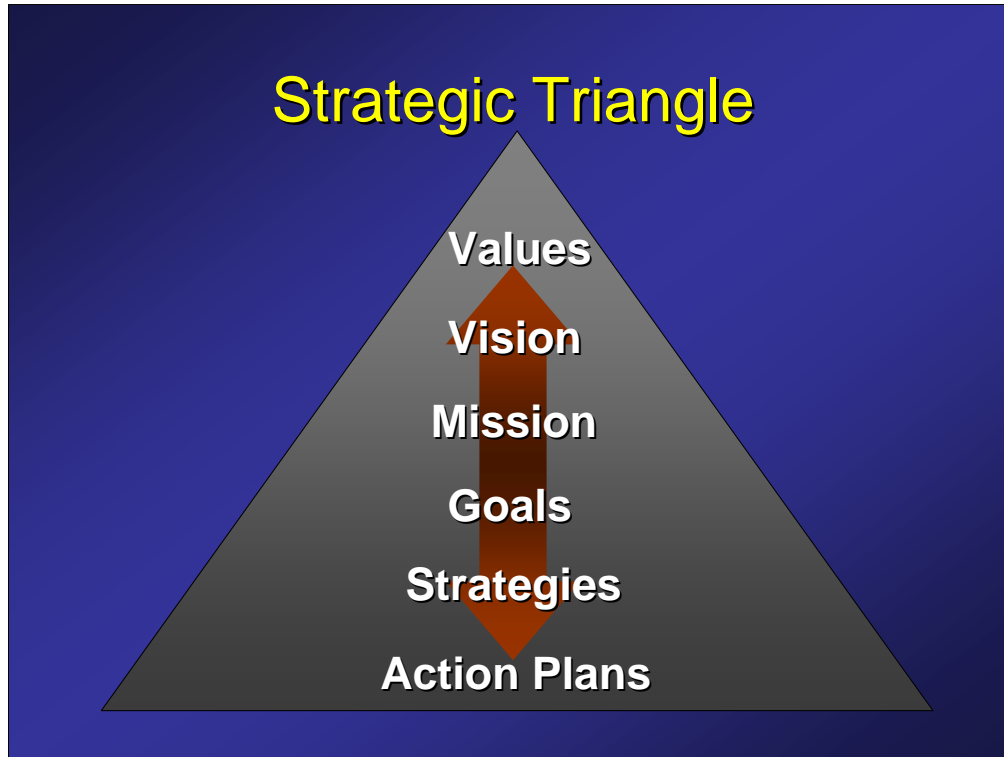 Strategic Triangle
Values
Vision
Mission
Goals
Strategies
Action Plans